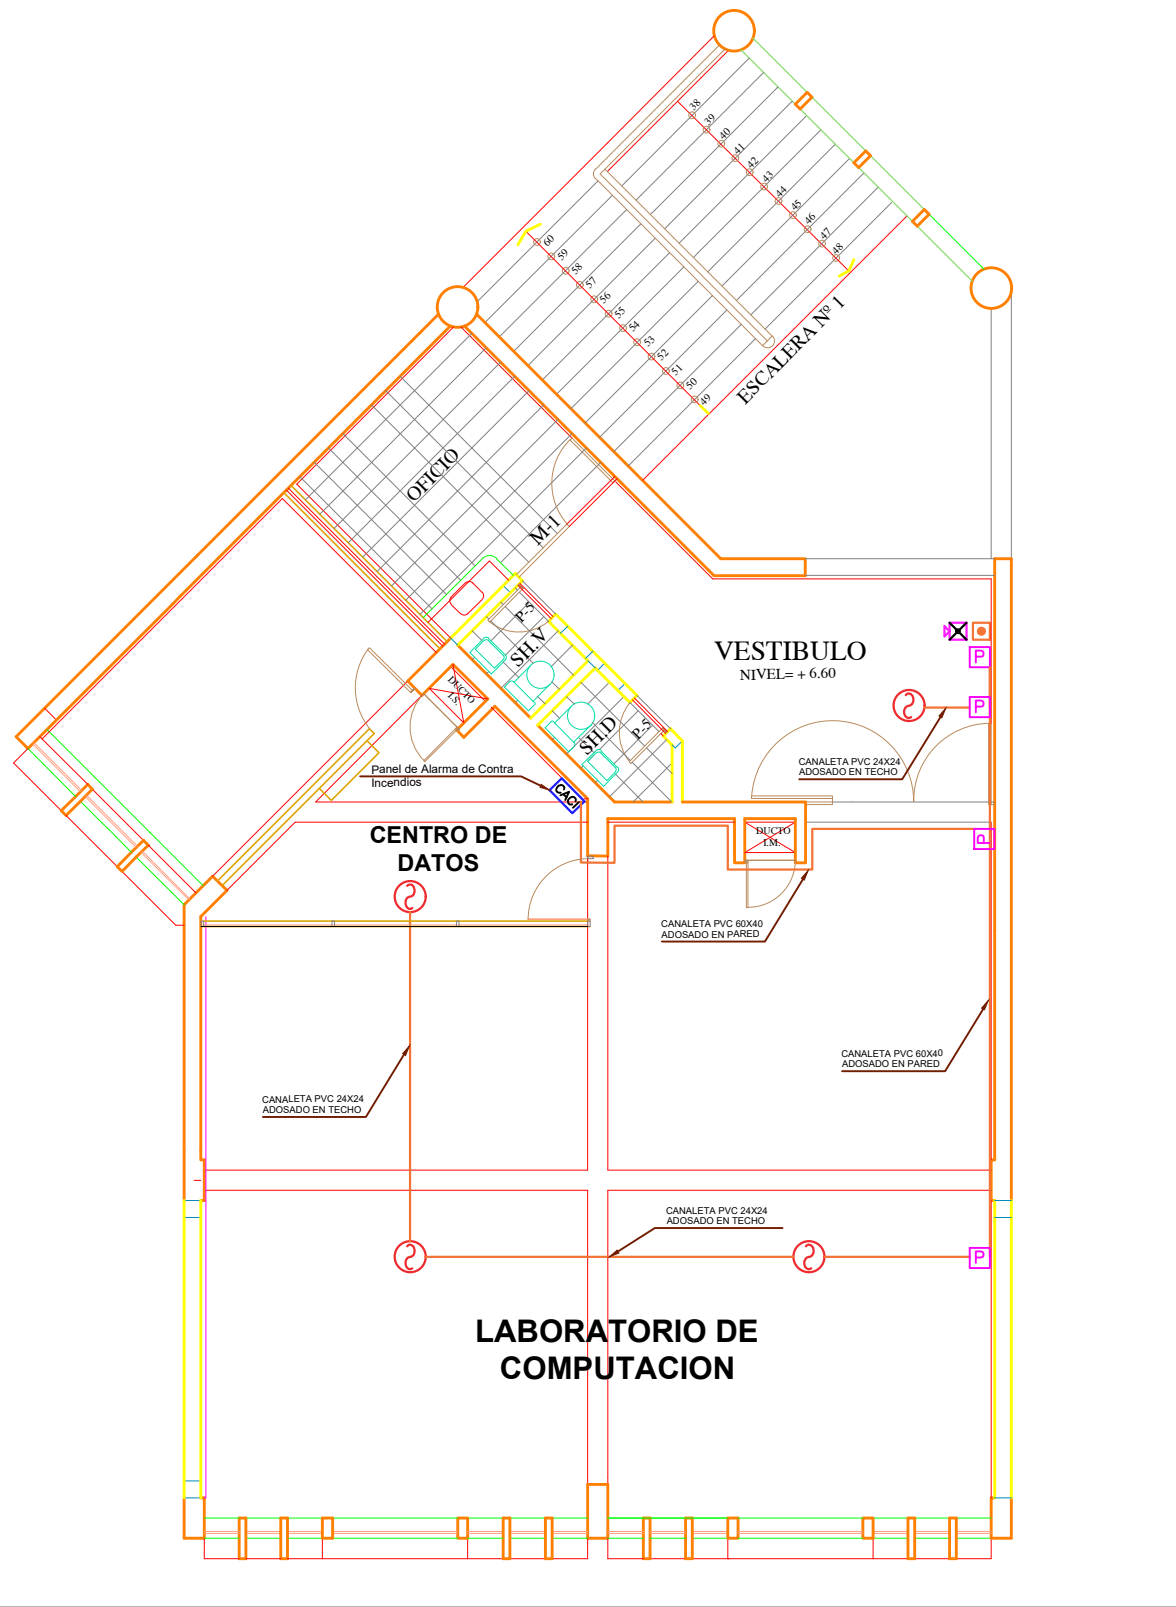 38
39
40
41
42
43
44
45
46
47
48
60
59
58
57
56
55
54
53
52
51
50
49
ESCALERA Nº 1
OFICIO
M-1
P-5
SH.V
VESTIBULO
NIVEL= + 6.60
P
P
DUCTO
I.S.
SH.D
P-5
CANALETA PVC 24X24
ADOSADO EN TECHO
Panel de Alarma de Contra
Incendios
CACI
CENTRO DE
DATOS
DUCTO
I.M.
P
CANALETA PVC 60X40
ADOSADO EN PARED
CANALETA PVC 60X40
ADOSADO EN PARED
CANALETA PVC 24X24
ADOSADO EN TECHO
CANALETA PVC 24X24
ADOSADO EN TECHO
P
LABORATORIO DE
COMPUTACION